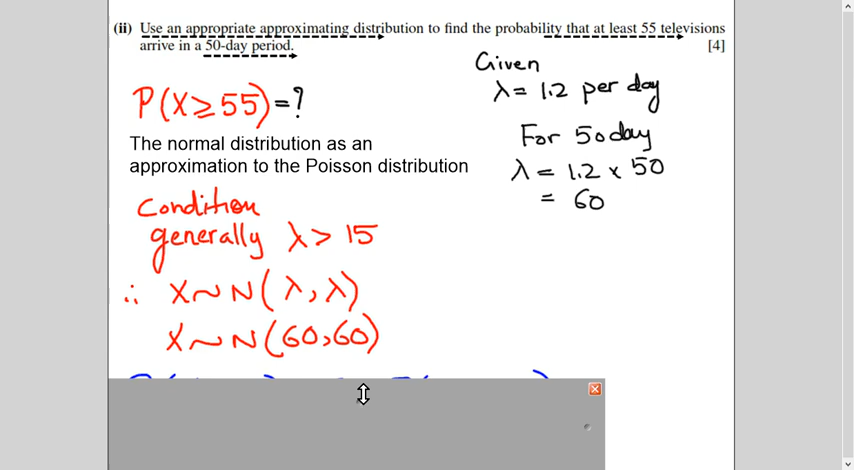 (ii) Use an appropriate approximating distribution to find the probability that at least 55 televisions
arrive in a 50-day period. [4]
Given
λ = 1.2 per day
P(X ≥ 55) = ?
For 50 day
The normal distribution as an
approximation to the Poisson distribution
λ = 1.2 × 50
= 60
Condition
generally λ > 15
∴ X ~ N(λ, λ)
X ~ N(60, 60)